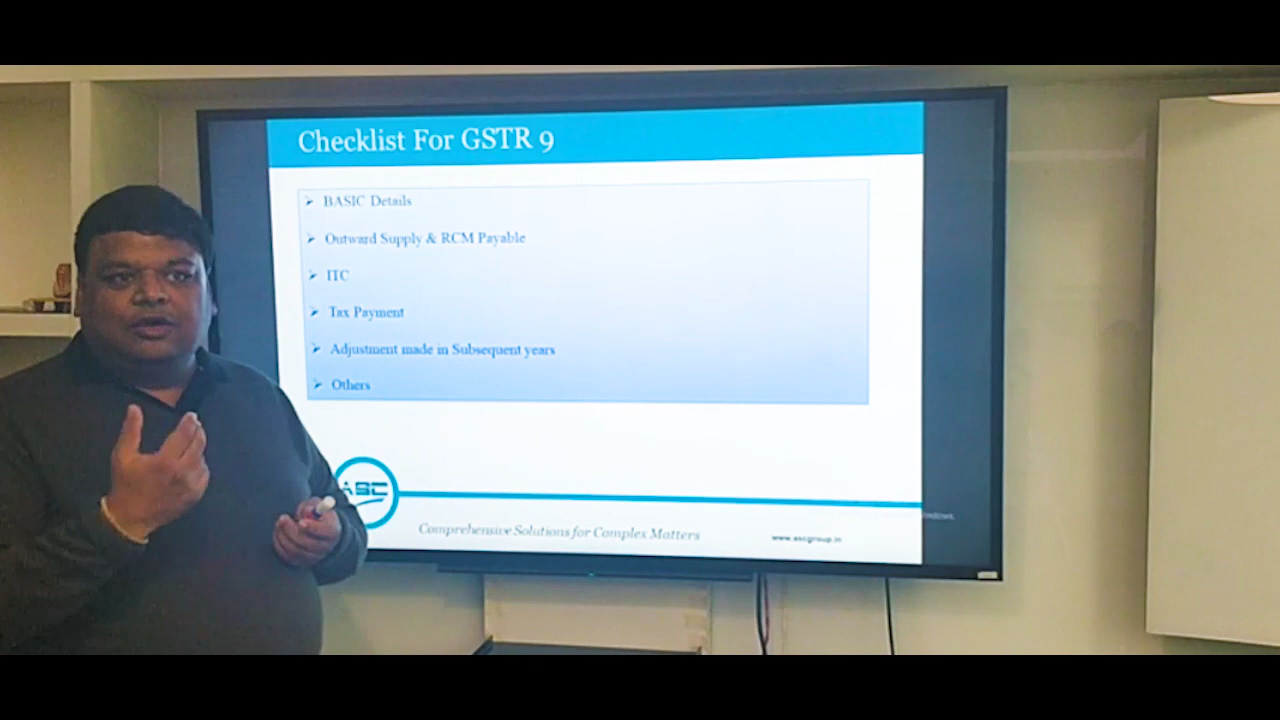 Checklist For GSTR 9
BASIC Details
Outward Supply & RCM Payable
ITC
Tax Payment
Adjustment made in Subsequent years
Others
ASC
Comprehensive Solutions for Complex Matters
www.ascgroup.in